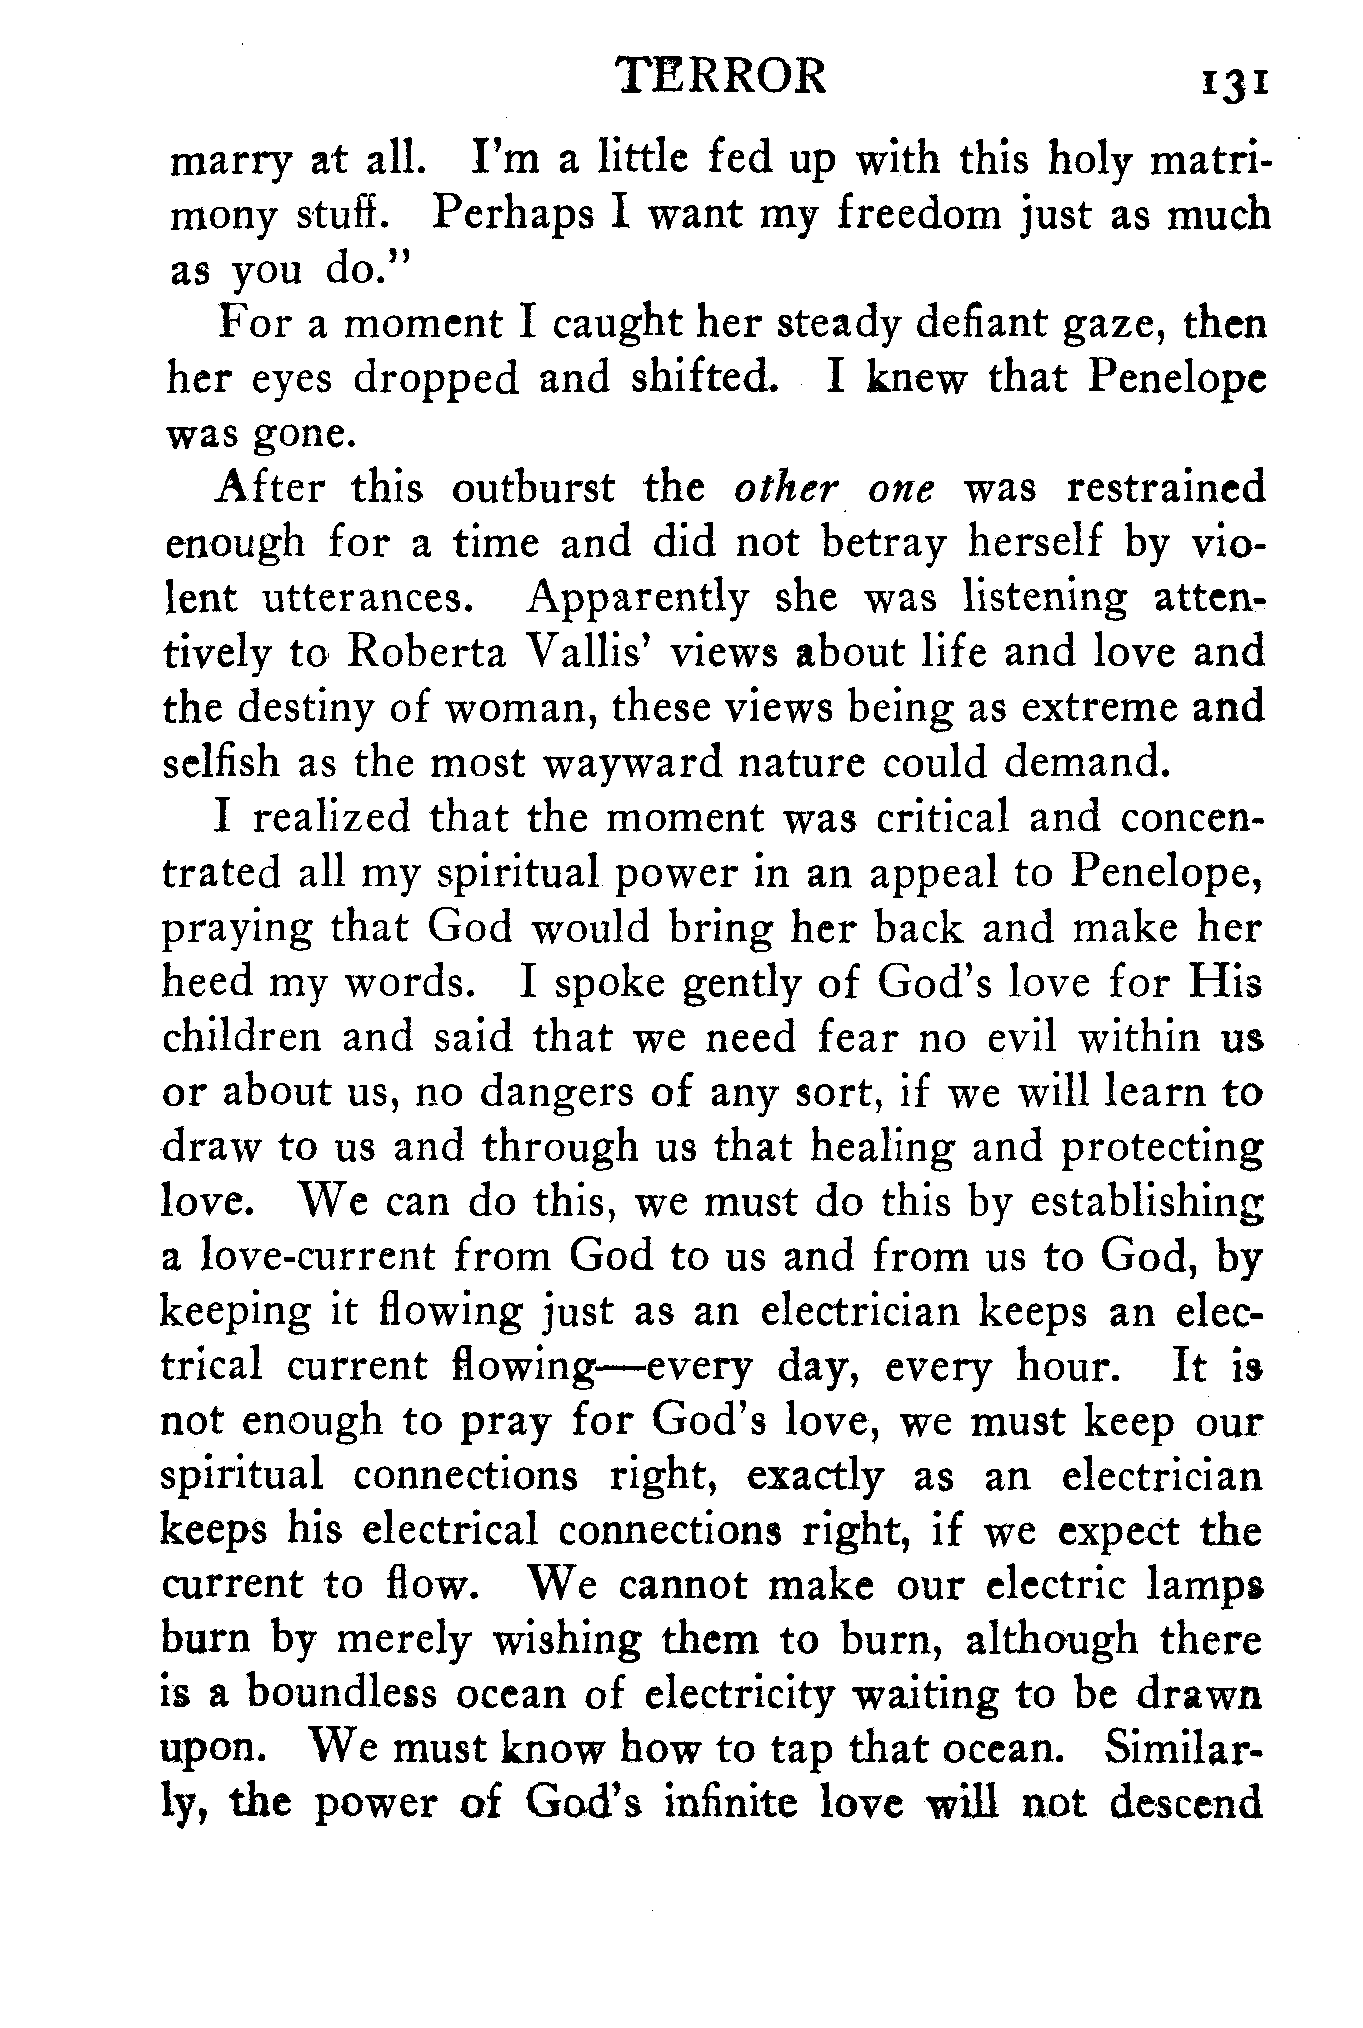 TERROR 131
marry at all. I'm a little fed up with this holy matri-
mony stuff. Perhaps I want my freedom just as much
as you do."
For a moment I caught her steady defiant gaze, then
her eyes dropped and shifted. I knew that Penelope
was gone.
After this outburst the other one was restrained
enough for a time and did not betray herself by vio-
lent utterances. Apparently she was listening atten-
tively to Roberta Vallis' views about life and love and
the destiny of woman, these views being as extreme and
selfish as the most wayward nature could demand.
I realized that the moment was critical and concen-
trated all my spiritual power in an appeal to Penelope,
praying that God would bring her back and make her
heed my words. I spoke gently of God's love for His
children and said that we need fear no evil within us
or about us, no dangers of any sort, if we will learn to
draw to us and through us that healing and protecting
love. We can do this, we must do this by establishing
a love-current from God to us and from us to God, by
keeping it flowing just as an electrician keeps an elec-
trical current flowing—every day, every hour. It is
not enough to pray for God's love, we must keep our
spiritual connections right, exactly as an electrician
keeps his electrical connections right, if we expect the
current to flow. We cannot make our electric lamps
burn by merely wishing them to burn, although there
is a boundless ocean of electricity waiting to be drawn
upon. We must know how to tap that ocean. Similar-
ly, the power of God's infinite love will not descend